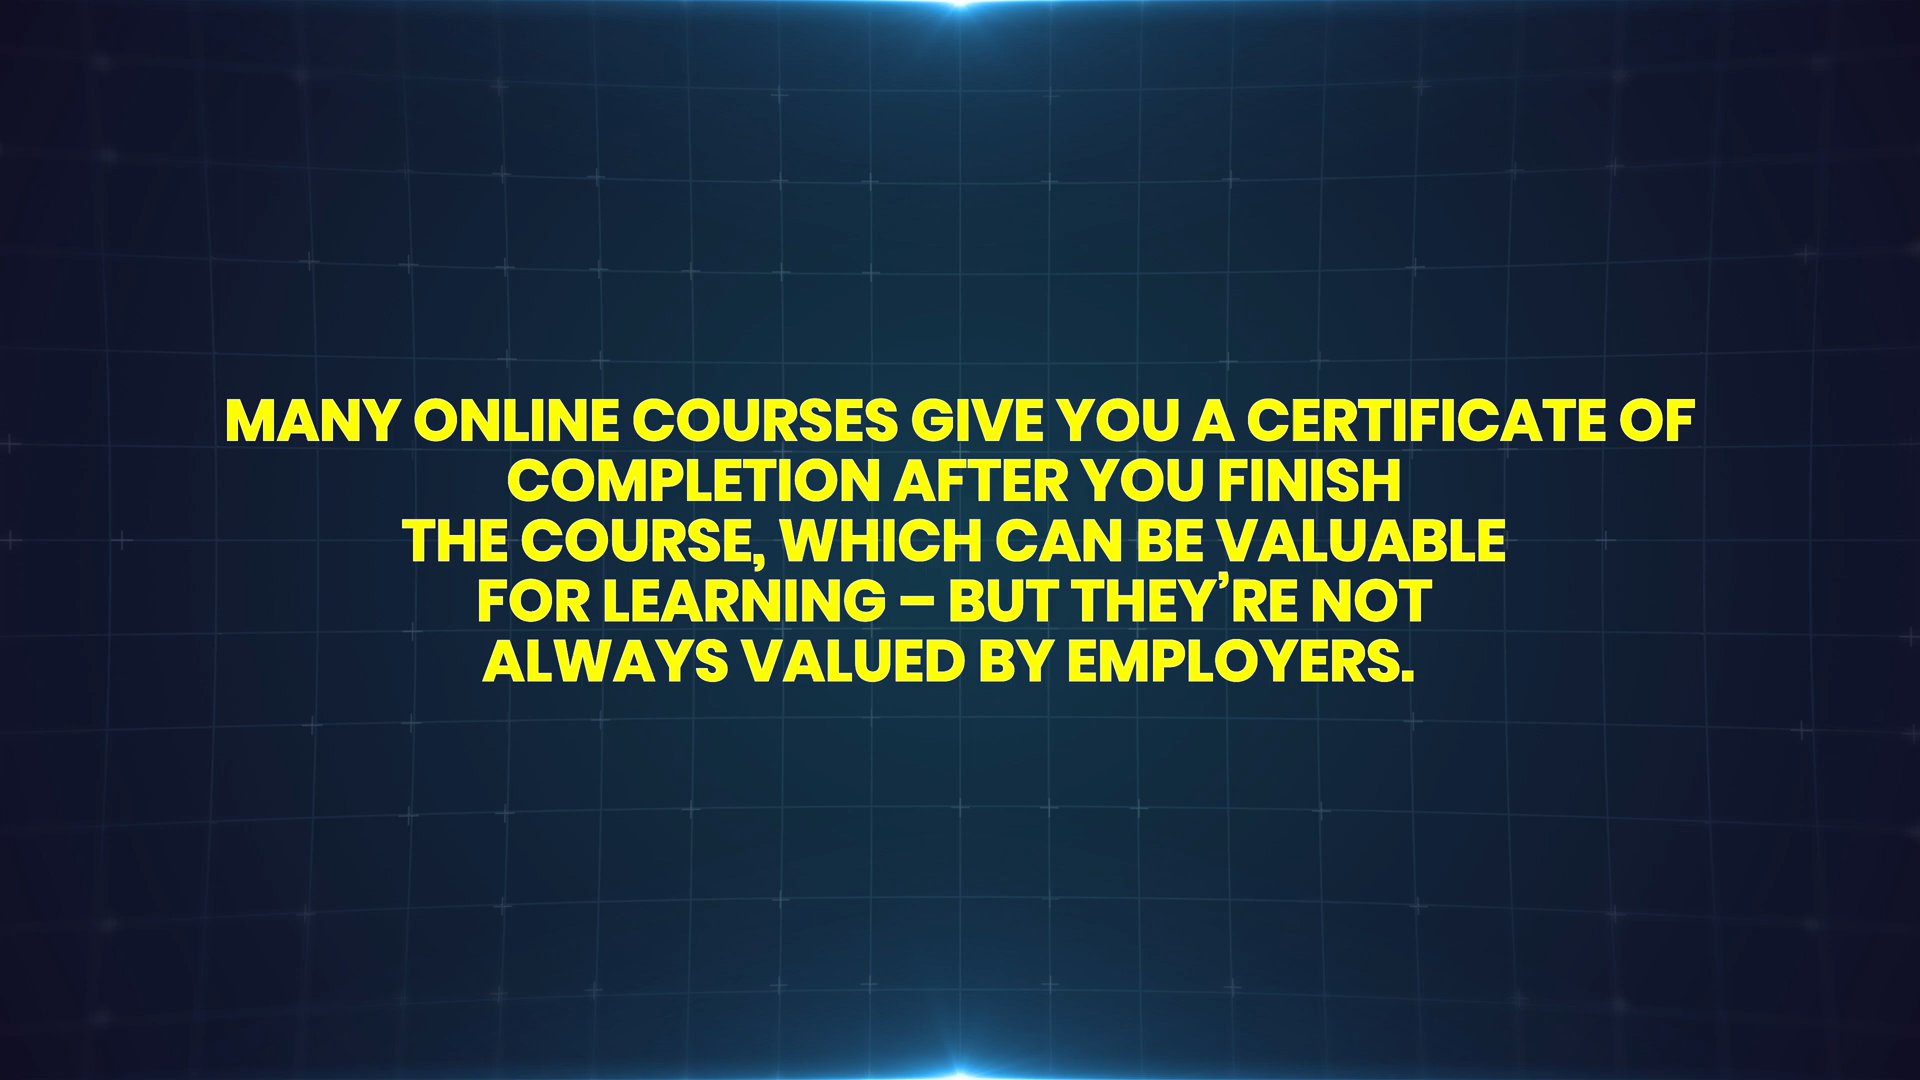 MANY ONLINE COURSES GIVE YOU A CERTIFICATE OF
COMPLETION AFTER YOU FINISH
THE COURSE, WHICH CAN BE VALUABLE
FOR LEARNING – BUT THEY’RE NOT
ALWAYS VALUED BY EMPLOYERS.